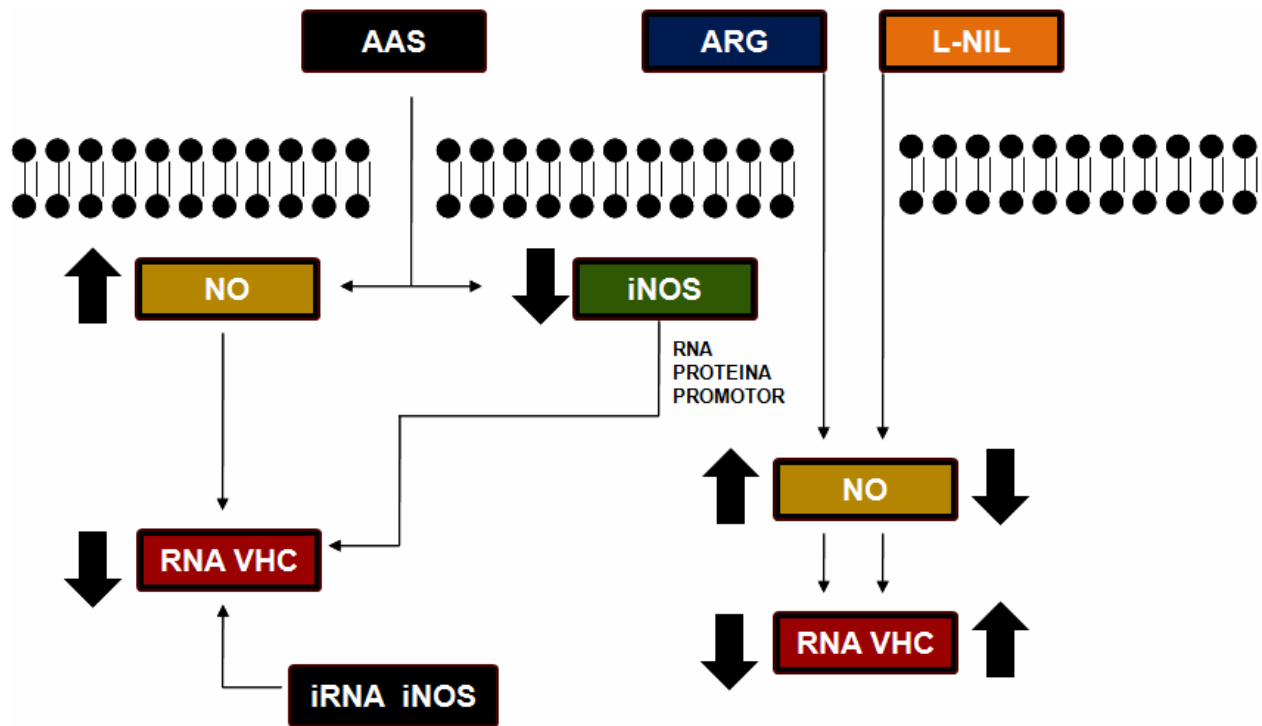 AAS
ARG
L-NIL
NO
iNOS
RNA
PROTEINA
PROMOTOR
NO
RNA VHC
RNA VHC
iRNA iNOS